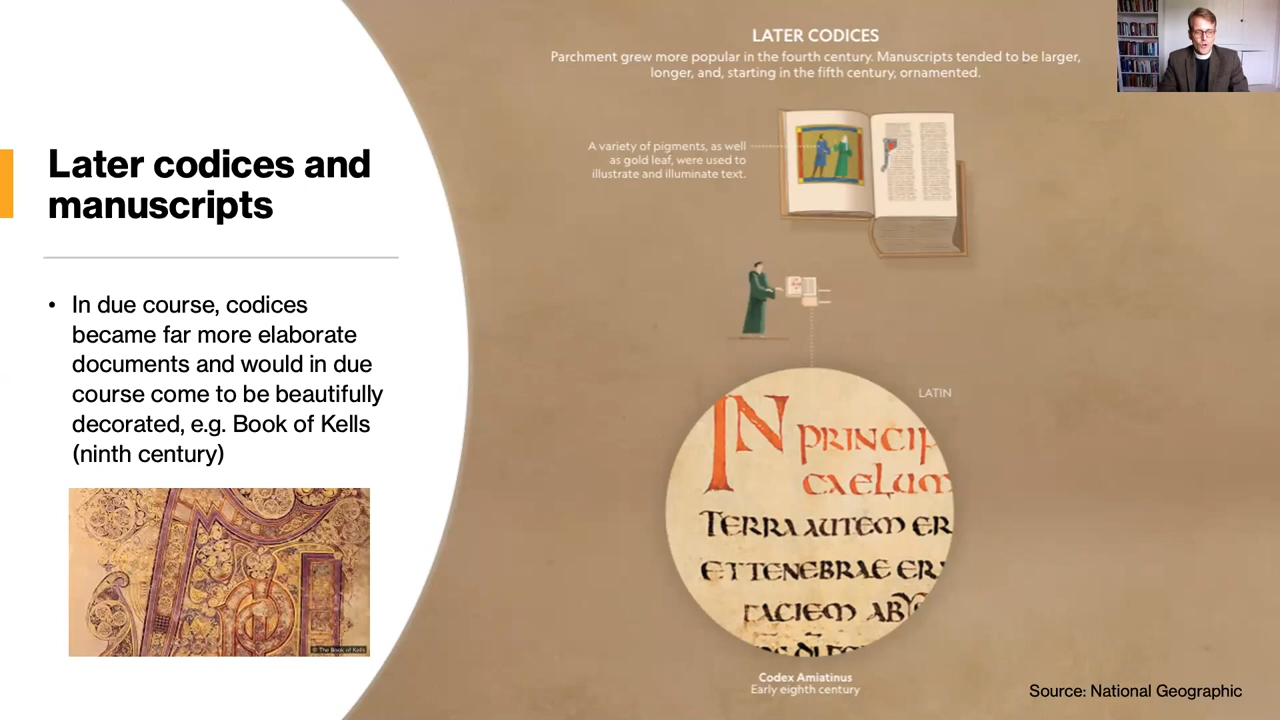 Later codices and
manuscripts
• In due course, codices
became far more elaborate
documents and would in due
course come to be beautifully
decorated, e.g. Book of Kells
(ninth century)
© The Book of Kells
LATER CODICES
Parchment grew more popular in the fourth century. Manuscripts tended to be larger,
longer, and, starting in the fifth century, ornamented.
A variety of pigments, as well
as gold leaf, were used to
illustrate and illuminate text.
LATIN
IN PRINCIP
CAELUM
TERRA AUTEM ER
ET TENEBRAE ER
FACIEM ABY
Codex Amiatinus
Early eighth century
Source: National Geographic